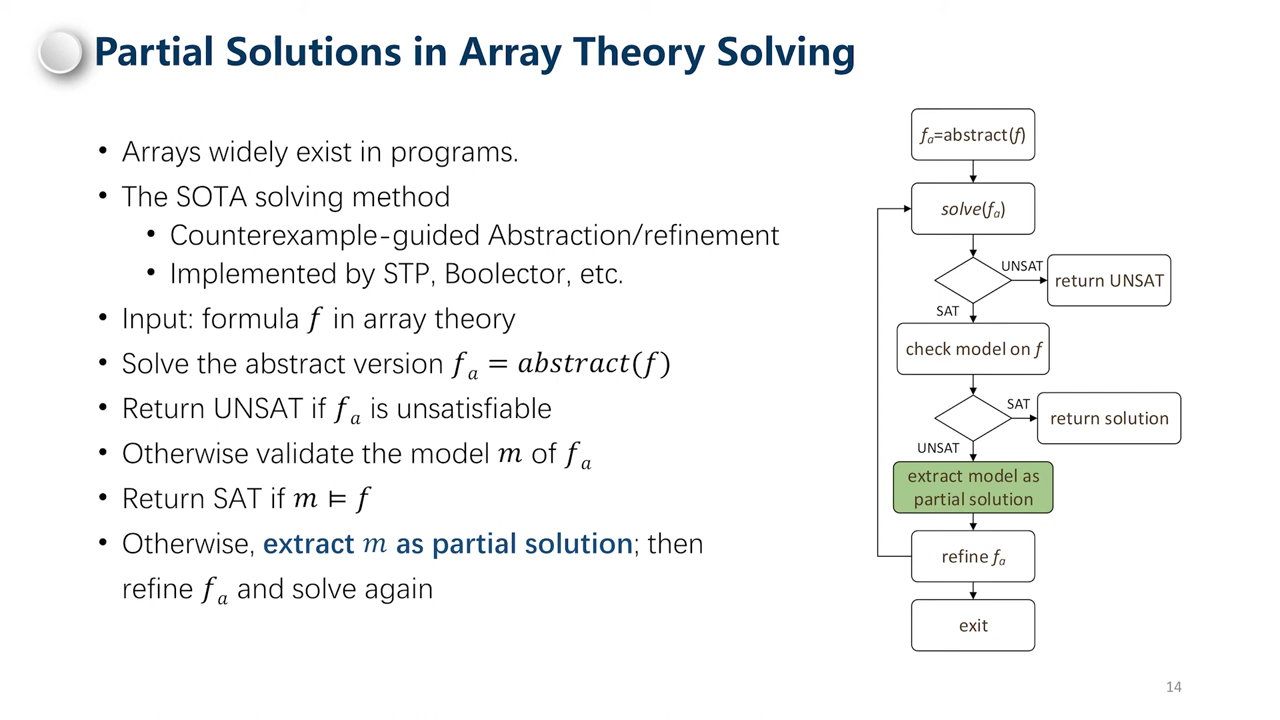 Partial Solutions in Array Theory Solving
• Arrays widely exist in programs.
• The SOTA solving method
• Counterexample-guided Abstraction/refinement
• Implemented by STP, Boolector, etc.
• Input: formula 𝑓 in array theory
• Solve the abstract version 𝑓ₐ = 𝑎𝑏𝑠𝑡𝑟𝑎𝑐𝑡(𝑓)
• Return UNSAT if 𝑓ₐ is unsatisfiable
• Otherwise validate the model 𝑚 of 𝑓ₐ
• Return SAT if 𝑚 ⊨ 𝑓
• Otherwise, extract 𝑚 as partial solution; then
refine 𝑓ₐ and solve again
fₐ=abstract(f)
solve(fₐ)
UNSAT
return UNSAT
SAT
check model on f
SAT
return solution
UNSAT
extract model as
partial solution
refine fₐ
exit
14